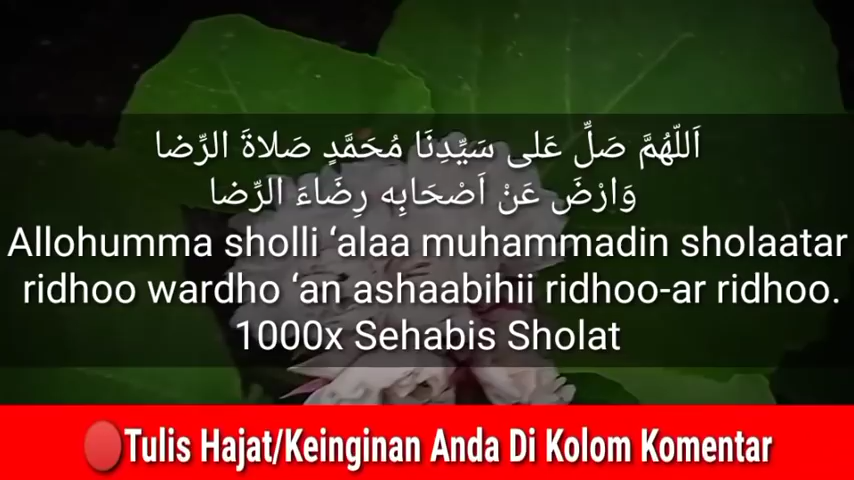 اَللّٰهُمَّ صَلِّ عَلى سَيِّدِنَا مُحَمَّدٍ صَلاةَ الرِّضا
وَارْضَ عَنْ اَصْحَابِه رِضَاءَ الرِّضا
Allohumma sholli ‘alaa muhammadin sholaatar
ridhoo wardho ‘an ashaabihii ridhoo-ar ridhoo.
1000x Sehabis Sholat
Tulis Hajat/Keinginan Anda Di Kolom Komentar